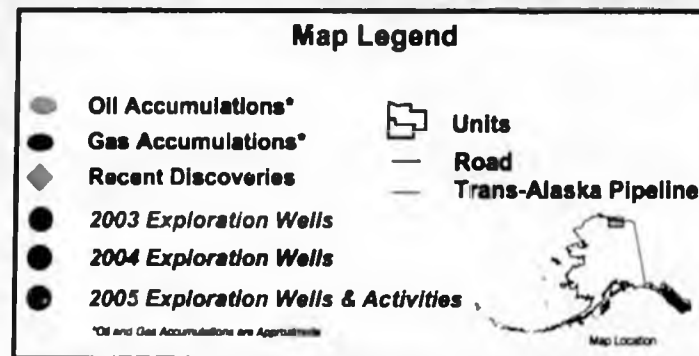 Map Legend
Oil Accumulations*
Gas Accumulations*
Recent Discoveries
2003 Exploration Wells
2004 Exploration Wells
2005 Exploration Wells & Activities
*Oil and Gas Accumulations are Approximate
Units
Road
Trans-Alaska Pipeline
Map Location